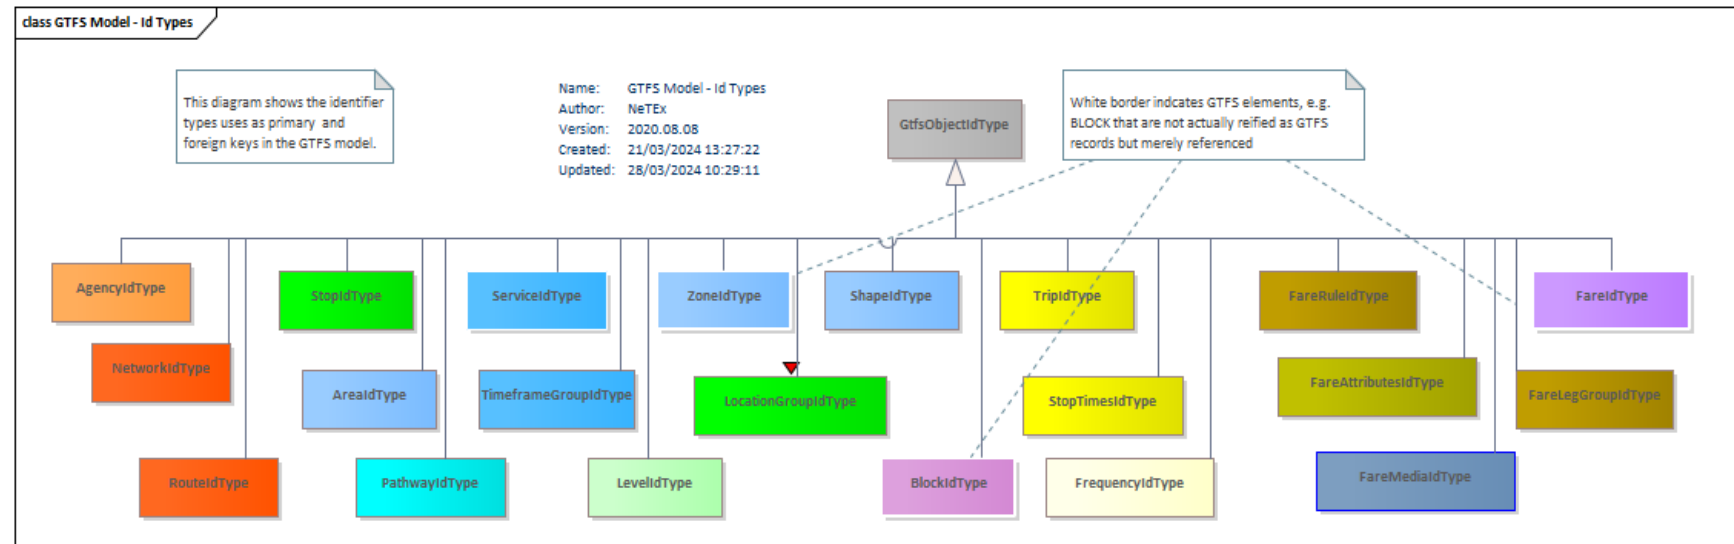 class GTFS Model - Id Types
This diagram shows the identifier
types uses as primary and
foreign keys in the GTFS model.
Name: GTFS Model - Id Types
Author: NeTEx
Version: 2020.08.08
Created: 21/03/2024 13:27:22
Updated: 28/03/2024 10:29:11
GtfsObjectIdType
White border indcates GTFS elements, e.g.
BLOCK that are not actually reified as GTFS
records but merely referenced
AgencyIdType
StopIdType
ServiceIdType
ZoneIdType
ShapeIdType
TripIdType
FareRuleIdType
FareIdType
NetworkIdType
AreaIdType
TimeframeGroupIdType
LocationGroupIdType
StopTimesIdType
FareAttributesIdType
FareLegGroupIdType
RouteIdType
PathwayIdType
LevelIdType
BlockIdType
FrequencyIdType
FareMediaIdType